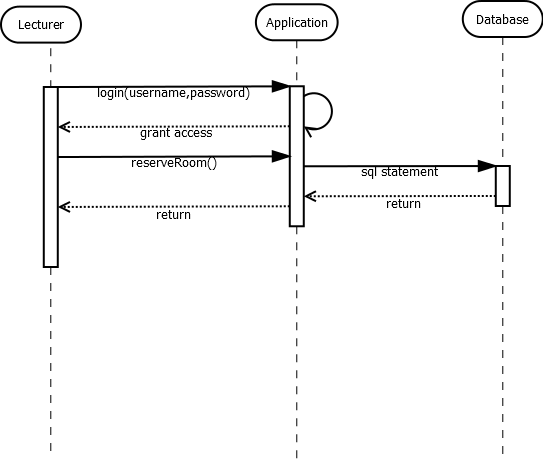 Lecturer
Application
Database
login(username,password)
grant access
reserveRoom()
sql statement
return
return